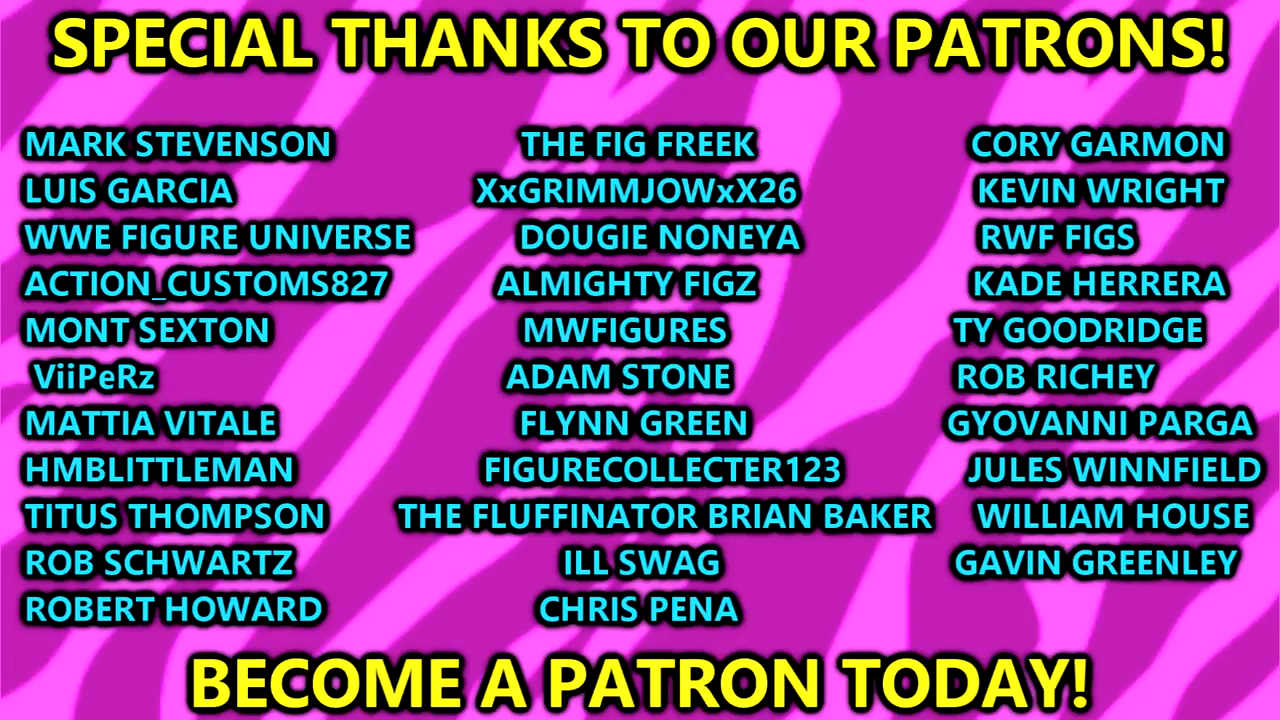 SPECIAL THANKS TO OUR PATRONS!
MARK STEVENSON
LUIS GARCIA
WWE FIGURE UNIVERSE
ACTION_CUSTOMS827
MONT SEXTON
ViiPeRz
MATTIA VITALE
HMBLITTLEMAN
TITUS THOMPSON
ROB SCHWARTZ
ROBERT HOWARD
THE FIG FREEK
XxGRIMMJOWxX26
DOUGIE NONEYA
ALMIGHTY FIGZ
MWFIGURES
ADAM STONE
FLYNN GREEN
FIGURECOLLECTER123
THE FLUFFINATOR BRIAN BAKER
ILL SWAG
CHRIS PENA
CORY GARMON
KEVIN WRIGHT
RWF FIGS
KADE HERRERA
TY GOODRIDGE
ROB RICHEY
GYOVANNI PARGA
JULES WINNFIELD
WILLIAM HOUSE
GAVIN GREENLEY
BECOME A PATRON TODAY!